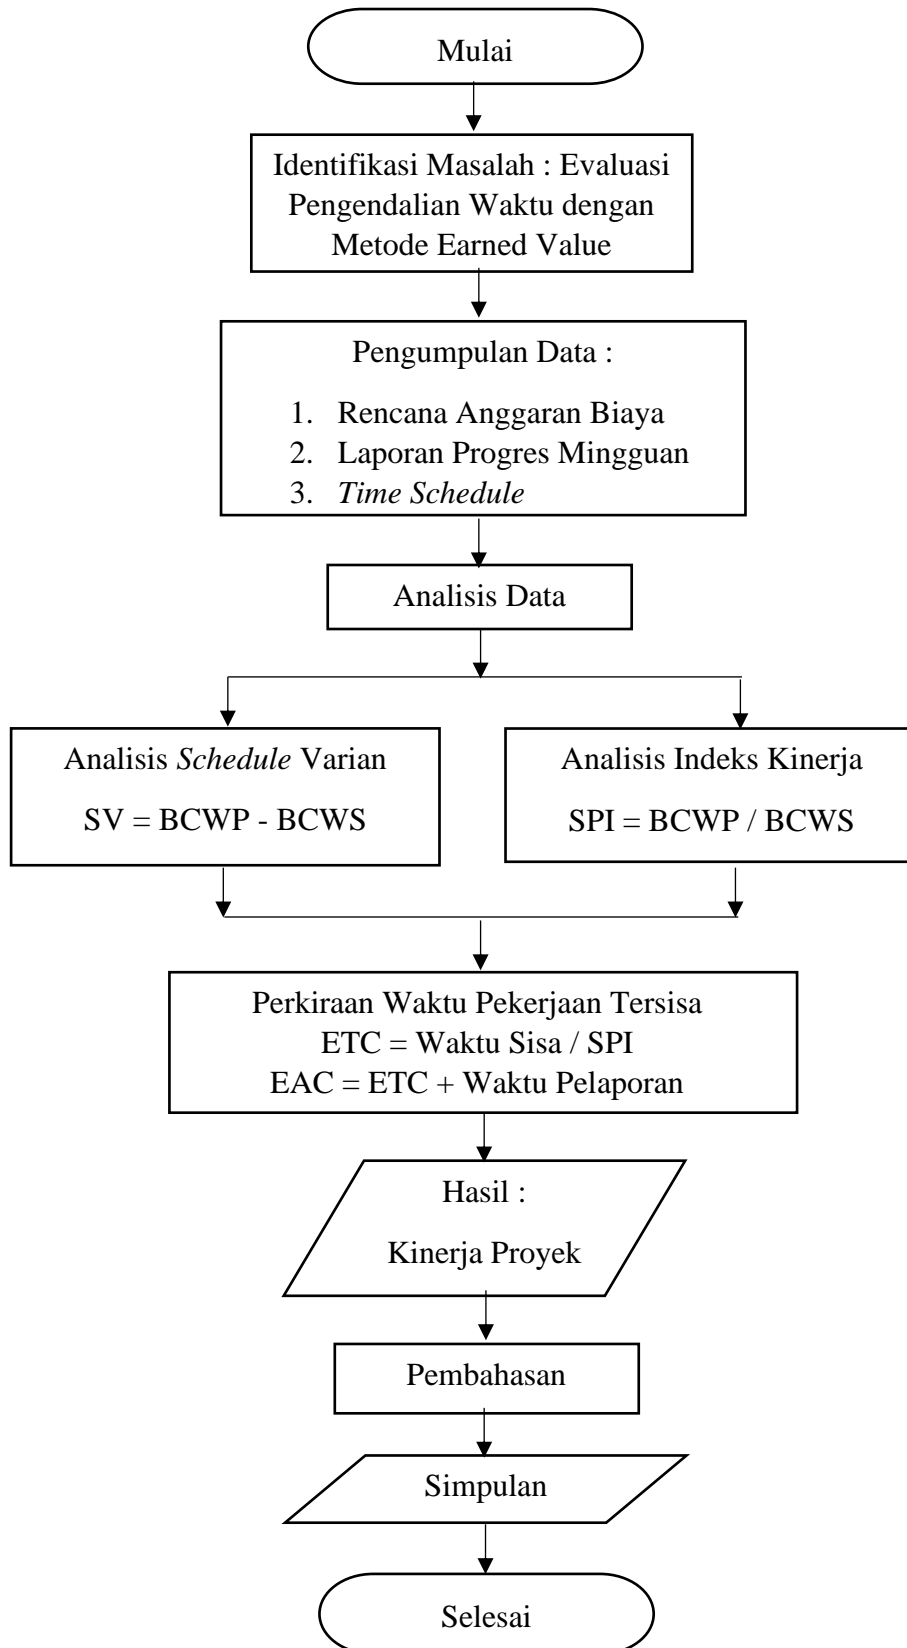 Mulai
Identifikasi Masalah : Evaluasi
Pengendalian Waktu dengan
Metode Earned Value
Pengumpulan Data :
1. Rencana Anggaran Biaya
2. Laporan Progres Mingguan
3. Time Schedule
Analisis Data
Analisis Schedule Varian
SV = BCWP - BCWS
Analisis Indeks Kinerja
SPI = BCWP / BCWS
Perkiraan Waktu Pekerjaan Tersisa
ETC = Waktu Sisa / SPI
EAC = ETC + Waktu Pelaporan
Hasil :
Kinerja Proyek
Pembahasan
Simpulan
Selesai